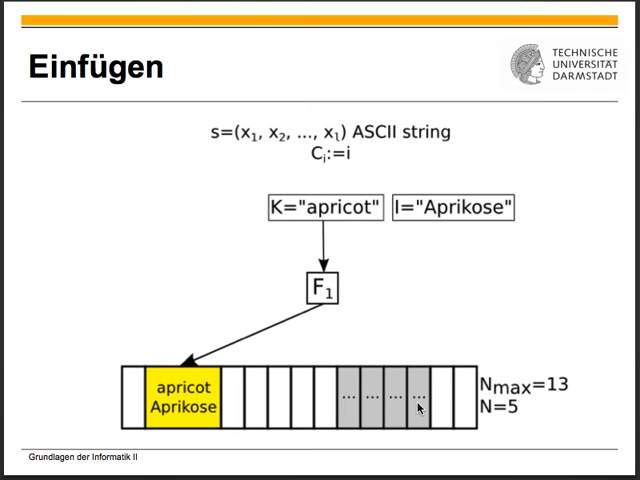 Einfügen
TECHNISCHE
UNIVERSITÄT
DARMSTADT
s=(x₁, x₂, ..., xₗ) ASCII string
Cᵢ:=i
K="apricot" I="Aprikose"
F₁
apricot
Aprikose
... ... ... ...
Nmax=13
N=5
Grundlagen der Informatik II